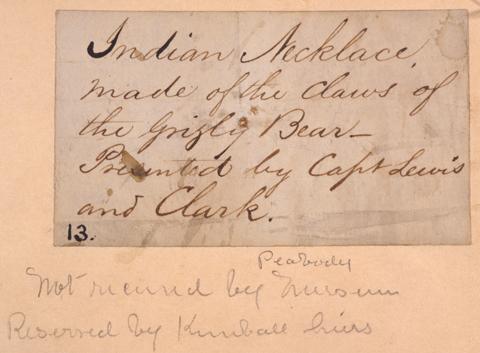 Indian Necklace,
made of the claws of
the Grizly Bear—
Presented by Capt Lewis
and Clark.
13.
Peabody
Not received by Museum
Reserved by Kimball heirs